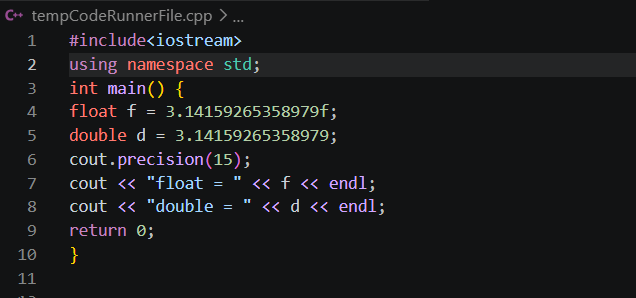 C++ tempCodeRunnerFile.cpp > ...
1 #include<iostream>
2 using namespace std;
3 int main() {
4 float f = 3.14159265358979f;
5 double d = 3.14159265358979;
6 cout.precision(15);
7 cout << "float = " << f << endl;
8 cout << "double = " << d << endl;
9 return 0;
10 }
11